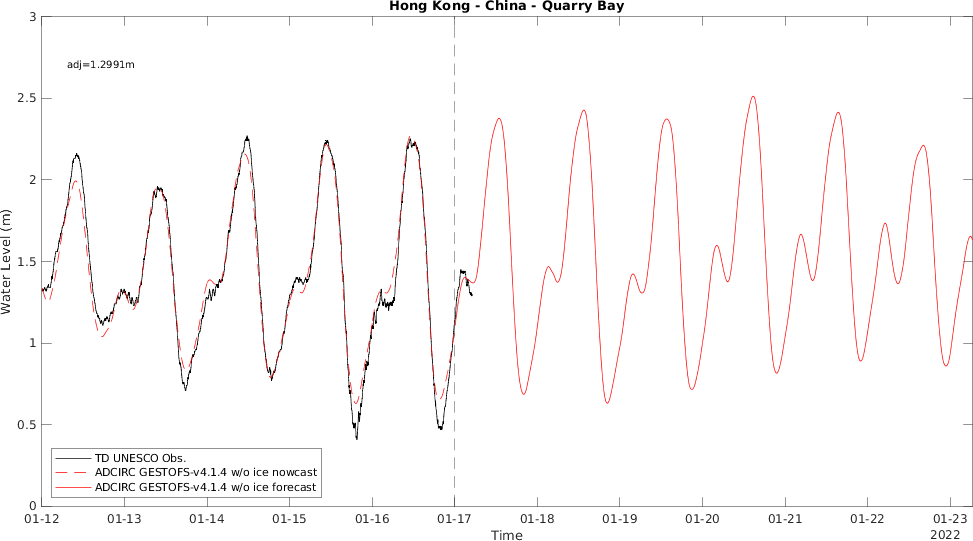 Hong Kong - China - Quarry Bay
3
adj=1.2991m
2.5
2
1.5
Water Level (m)
1
0.5
TD UNESCO Obs.
ADCIRC GESTOFS-v4.1.4 w/o ice nowcast
ADCIRC GESTOFS-v4.1.4 w/o ice forecast
0
01-12 01-13 01-14 01-15 01-16 01-17 01-18 01-19 01-20 01-21 01-22 01-23
Time 2022